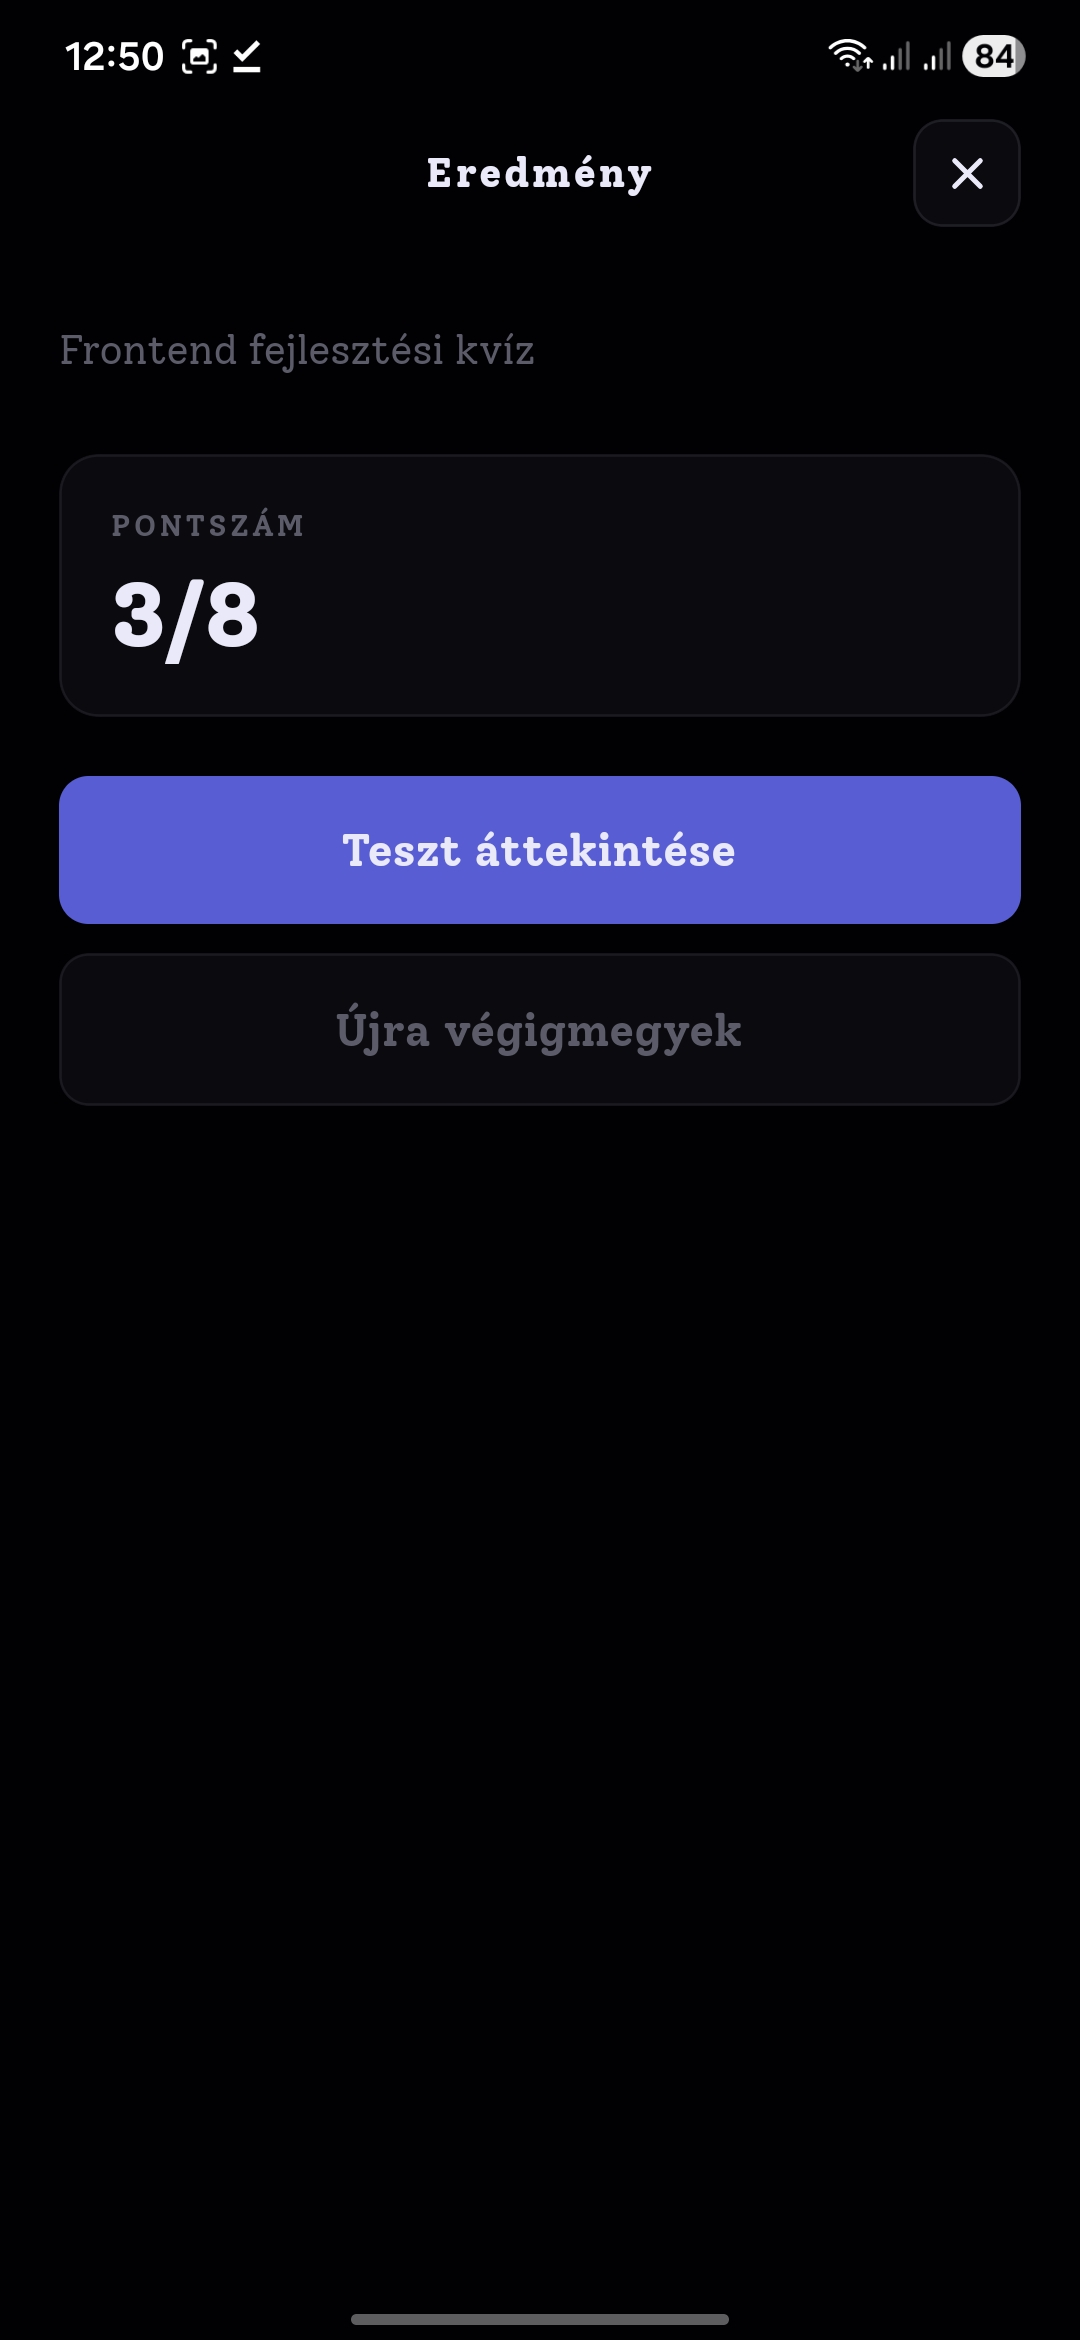 12:50
84
Eredmény
Frontend fejlesztési kvíz
PONTSZÁM
3/8
Teszt áttekintése
Újra végigmegyek